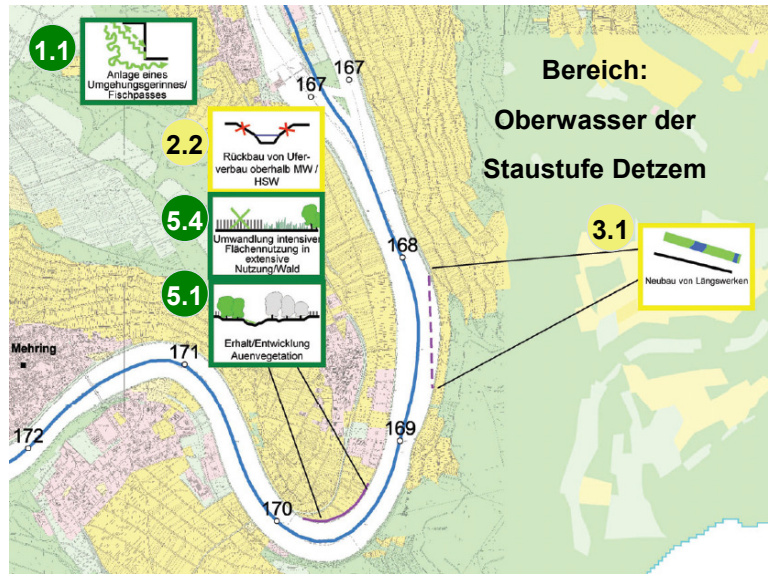 1.1
Anlage eines
Umgehungsgerinnes/
Fischpasses
167
167
Bereich:
Oberwasser der
Staustufe Detzem
2.2
Rückbau von Ufer-
verbau oberhalb MW /
HSW
5.4
Umwandlung intensiver
Flächennutzung in
extensive
Nutzung/Wald
168
3.1
Neubau von Längswerken
5.1
Erhalt/Entwicklung
Auenvegetation
Mehring
171
172
169
170